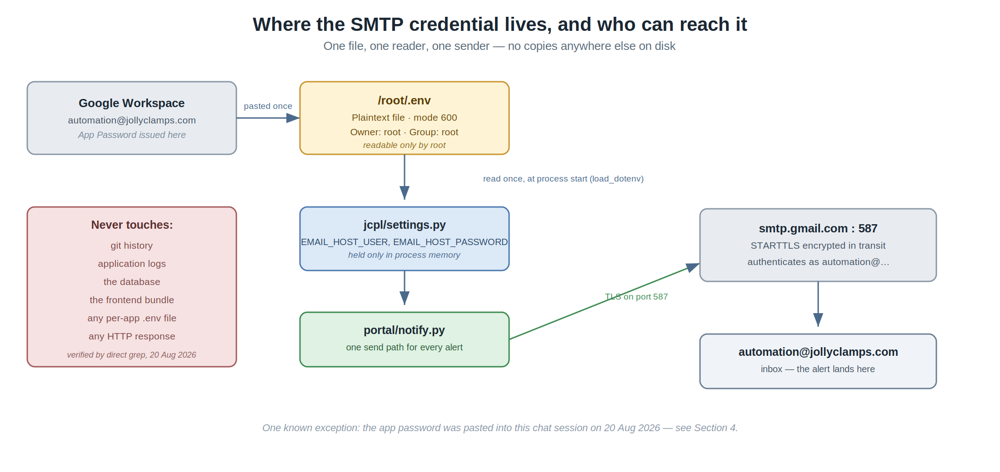 Where the SMTP credential lives, and who can reach it
One file, one reader, one sender — no copies anywhere else on disk
Google Workspace
automation@jollyclamps.com
App Password issued here
pasted once
/root/.env
Plaintext file · mode 600
Owner: root · Group: root
readable only by root
read once, at process start (load_dotenv)
Never touches:
git history
application logs
the database
the frontend bundle
any per-app .env file
any HTTP response
verified by direct grep, 20 Aug 2026
jcpl/settings.py
EMAIL_HOST_USER, EMAIL_HOST_PASSWORD
held only in process memory
portal/notify.py
one send path for every alert
TLS on port 587
smtp.gmail.com : 587
STARTTLS encrypted in transit
authenticates as automation@…
automation@jollyclamps.com
inbox — the alert lands here
One known exception: the app password was pasted into this chat session on 20 Aug 2026 — see Section 4.